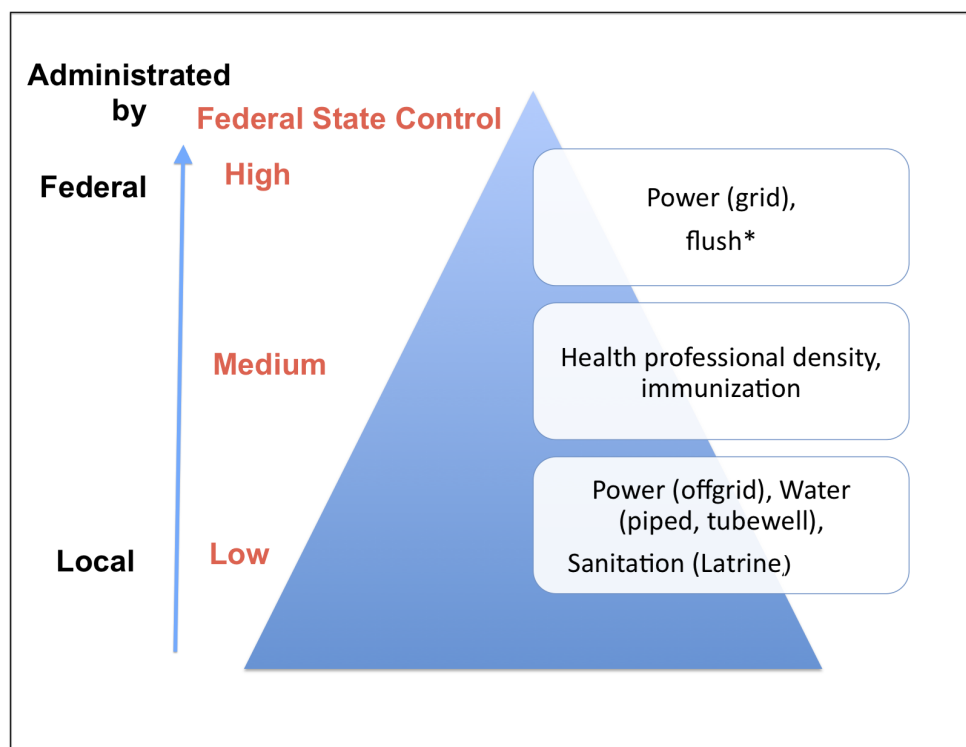 Administrated
by
Federal State Control
Federal
High
Power (grid),
flush*
Medium
Health professional density,
immunization
Local
Low
Power (offgrid), Water
(piped, tubewell),
Sanitation (Latrine)